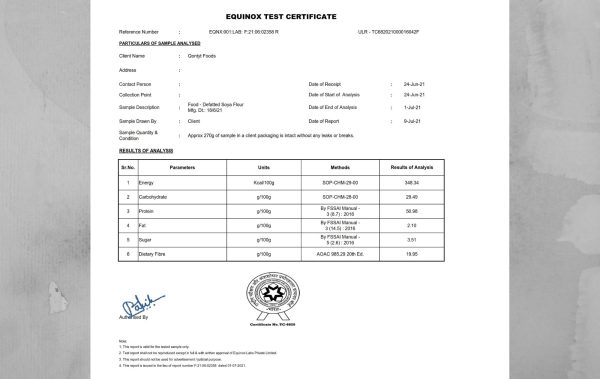 EQUINOX TEST CERTIFICATE
Reference Number : EQNX:001:LAB: F:21:06:02358 R ULR - TC682021000016042F
PARTICULARS OF SAMPLE ANALYSED
Client Name : Qontjt Foods
Address :
Contact Person : Date of Receipt : 24-Jun-21
Collection Point : Date of Start of Analysis : 24-Jun-21
Sample Description : Food - Defatted Soya Flour Mfg. Dt.: 16/6/21 Date of End of Analysis : 1-Jul-21
Sample Drawn By : Client Date of Report : 9-Jul-21
Sample Quantity & Condition : Approx 270g of sample in a client packaging is intact without any leaks or breaks.
RESULTS OF ANALYSIS
Sr.No. Parameters Units Methods Results of Analysis
1 Energy Kcal/100g SOP-CHM-29-00 348.34
2 Carbohydrate g/100g SOP-CHM-28-00 29.49
3 Protein g/100g By FSSAI Manual - 3 (8.7) : 2016
4 Fat g/100g By FSSAI Manual - 3 (14.5) : 2016 2.10
5 Sugar g/100g By FSSAI Manual - 5 (2.6) : 2016 3.51
6 Dietary Fibre g/100g AOAC 985.29 20th Ed. 19.95
Authorised By
Certificate No. TC-6820
Note:
1. This report is valid for the tested sample only.
2. Test report shall not be reproduced except in full & with written approval of Equinox Labs Private Limited.
3. This report should not be used for advertisement / judicial purpose.
4. This report is issued in the lieu of report number F:21:06:02358 dated 01-07-2021.